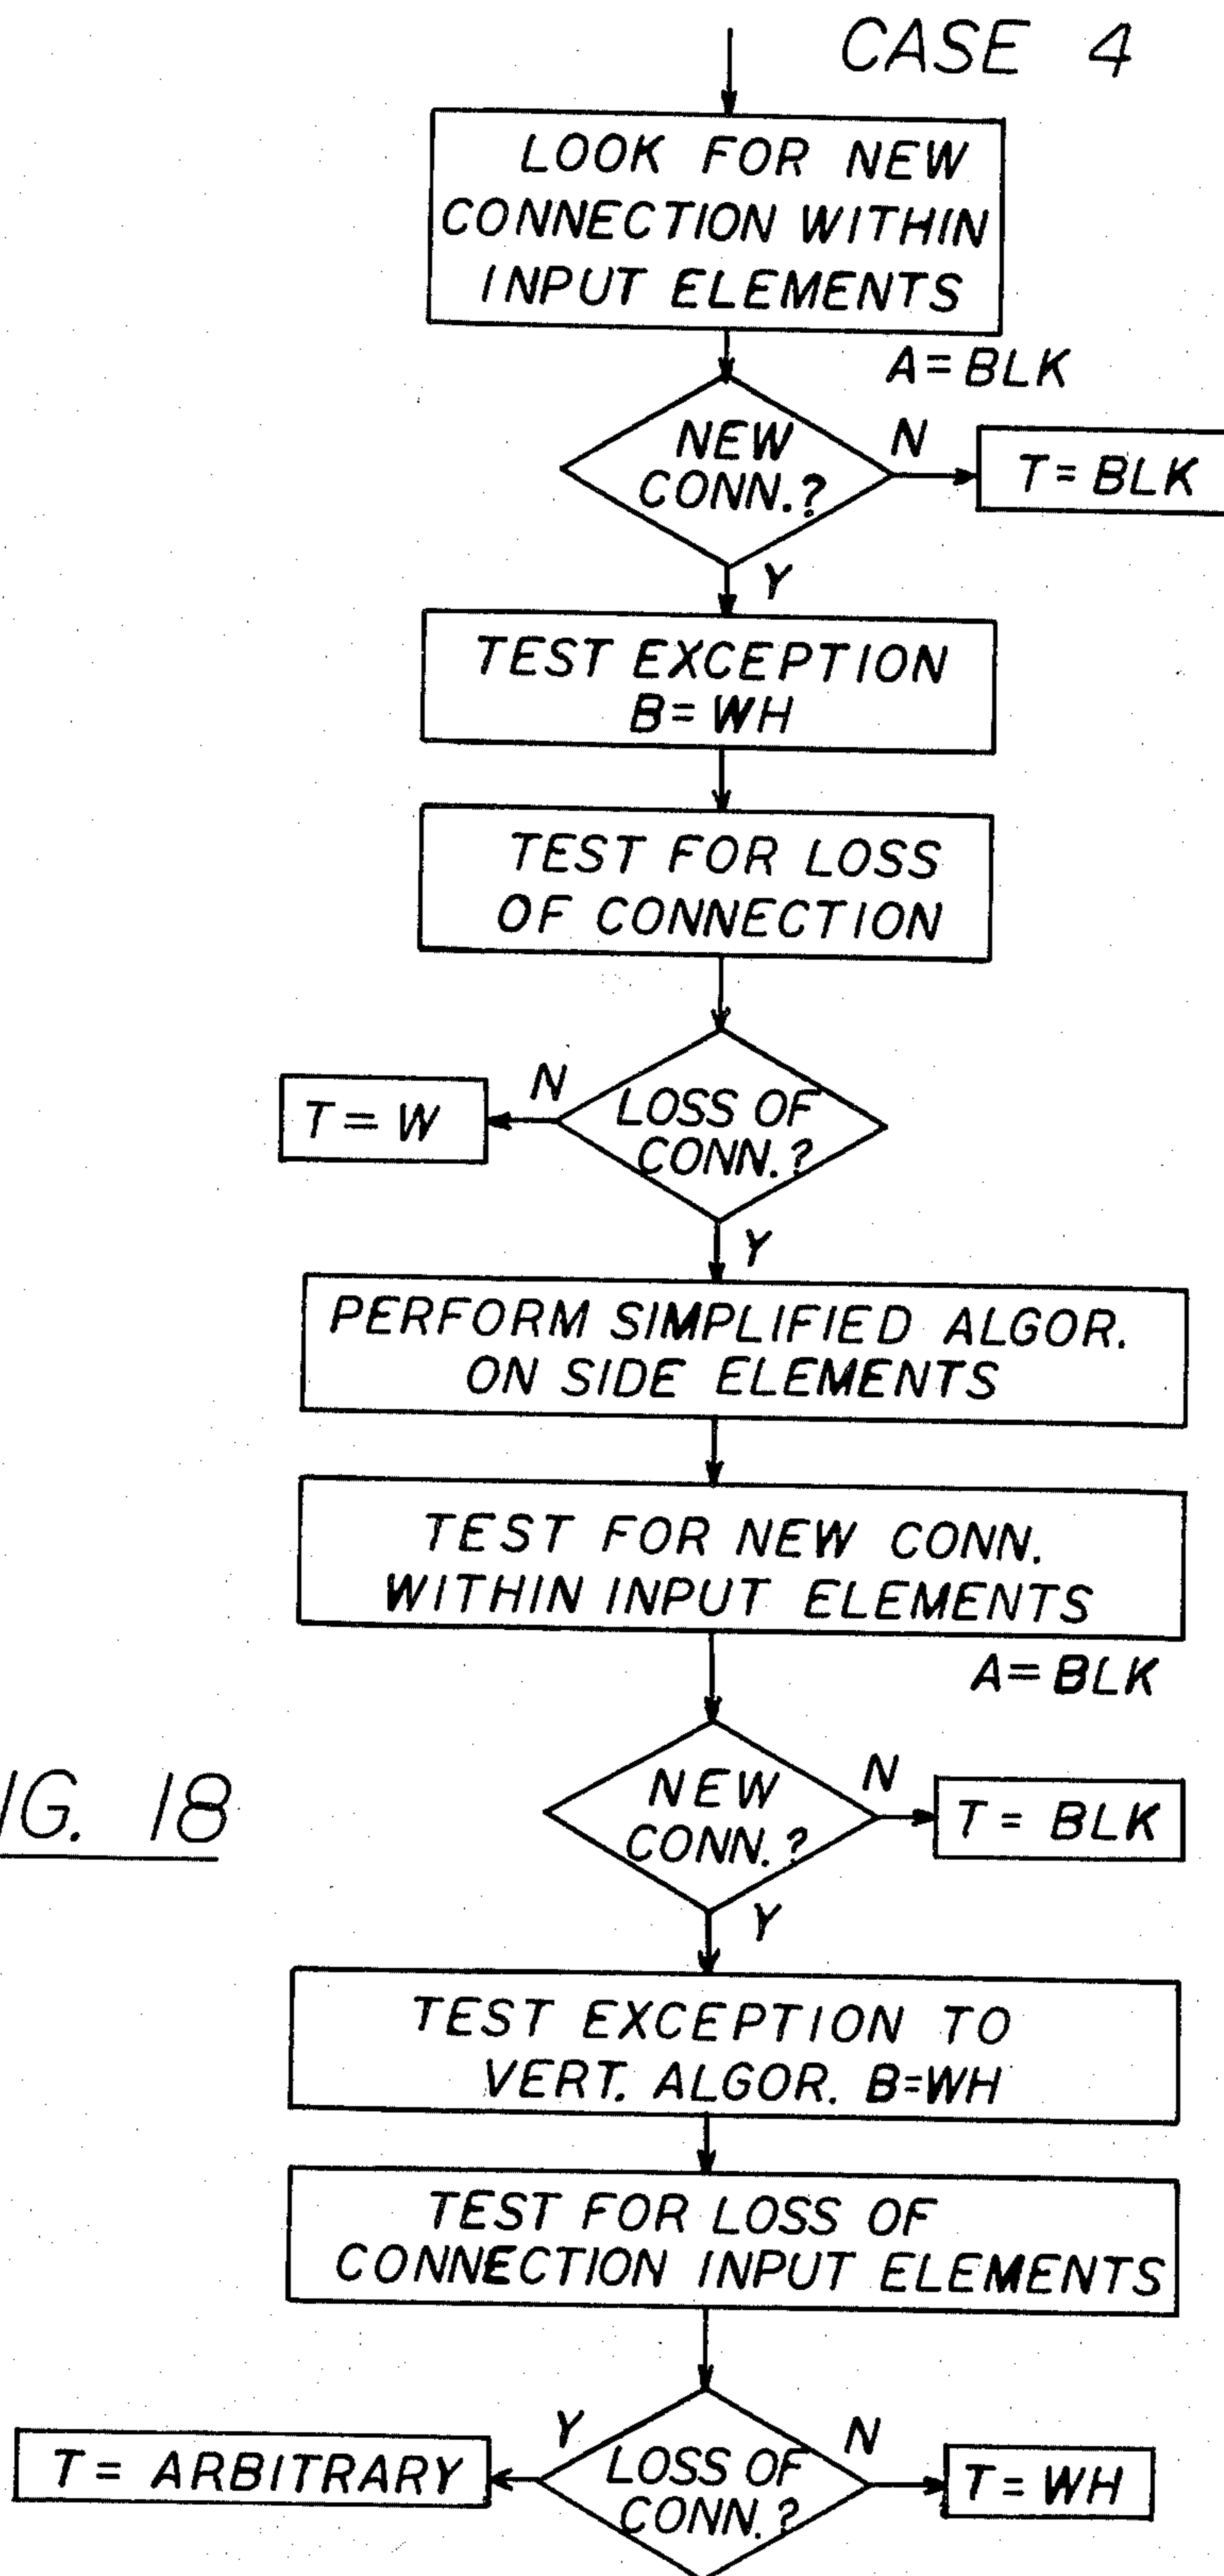 CASE 4
LOOK FOR NEW
CONNECTION WITHIN
INPUT ELEMENTS
A=BLK
NEW
CONN.?
N
T=BLK
Y
TEST EXCEPTION
B=WH
TEST FOR LOSS
OF CONNECTION
LOSS OF
CONN.?
N
T=W
Y
PERFORM SIMPLIFIED ALGOR.
ON SIDE ELEMENTS
TEST FOR NEW CONN.
WITHIN INPUT ELEMENTS
A=BLK
NEW
CONN.?
N
T= BLK
IG. 18
Y
TEST EXCEPTION TO
VERT. ALGOR. B=WH
TEST FOR LOSS OF
CONNECTION INPUT ELEMENTS
Y
T= ARBITRARY
LOSS OF
CONN.?
N
T=WH